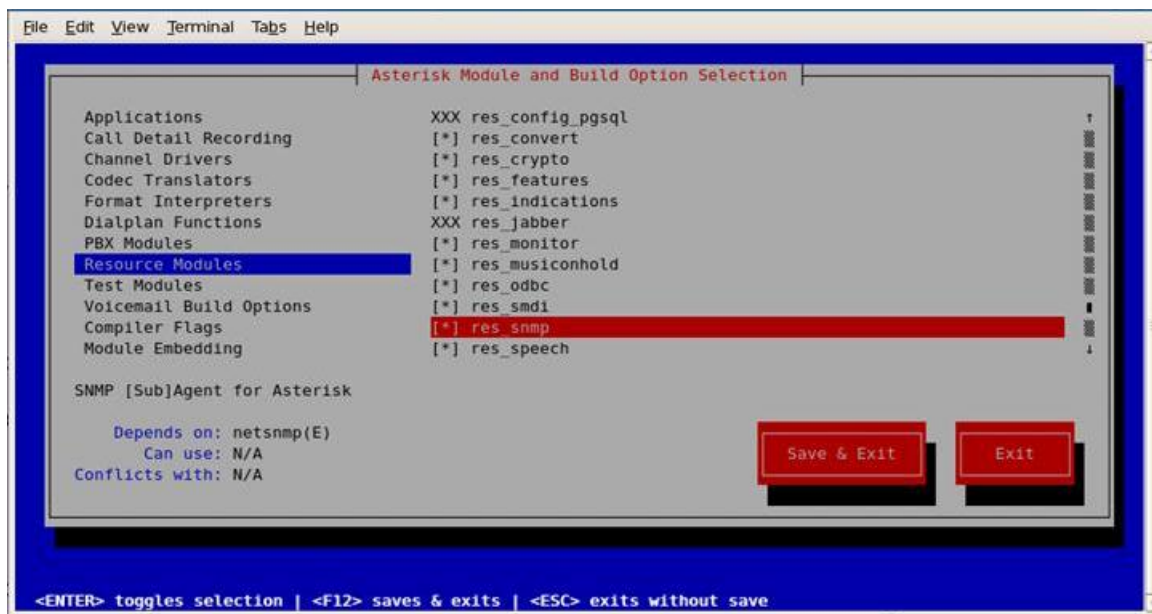 File Edit View Terminal Tabs Help
Asterisk Module and Build Option Selection
Applications XXX res_config_pgsql
Call Detail Recording [*] res_convert
Channel Drivers [*] res_crypto
Codec Translators [*] res_features
Format Interpreters [*] res_indications
Dialplan Functions XXX res_jabber
PBX Modules [*] res_monitor
Resource Modules [*] res_musiconhold
Test Modules [*] res_odbc
Voicemail Build Options [*] res_smdi
Compiler Flags [*] res_snmp
Module Embedding [*] res_speech
SNMP [Sub]Agent for Asterisk
Depends on: netsnmp(E)
Can use: N/A
Conflicts with: N/A
Save & Exit Exit
<ENTER> toggles selection | <F12> saves & exits | <ESC> exits without save